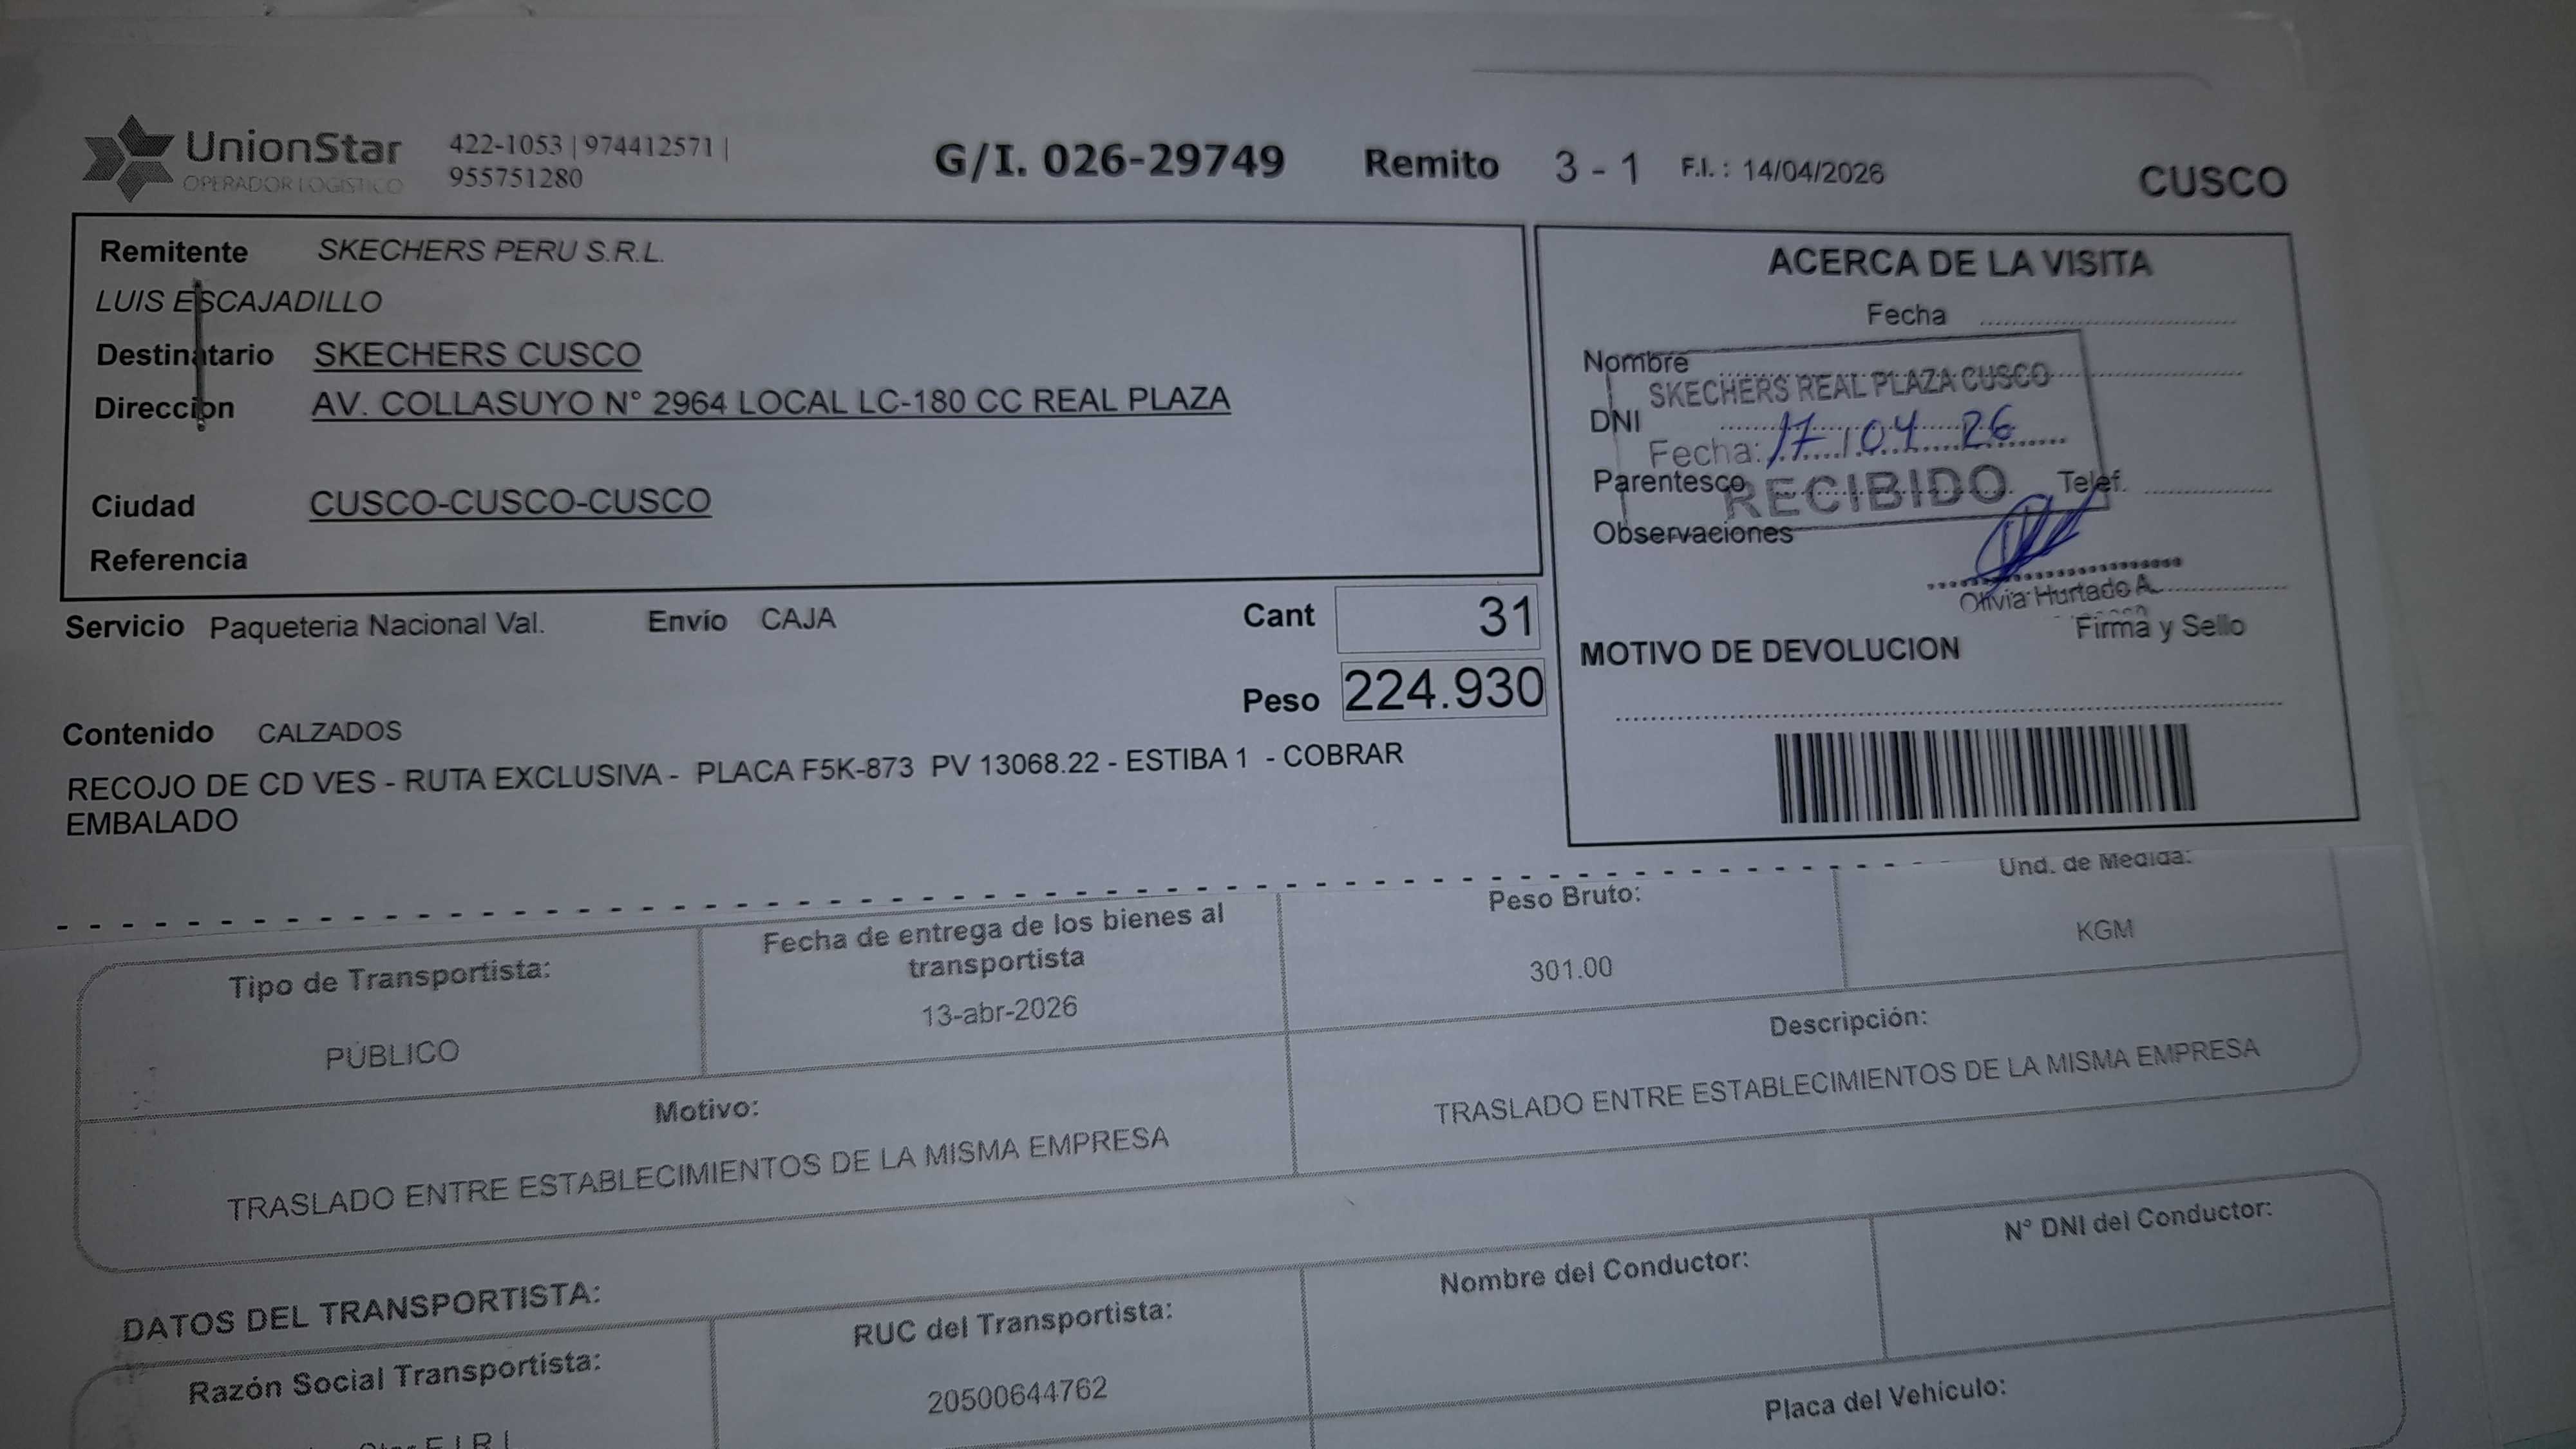 UnionStar
OPERADOR LOGISTICO
422-1053 | 974412571 |
955751280
G/I. 026-29749 Remito 3 - 1 F.I. : 14/04/2026
CUSCO
Remitente SKECHERS PERU S.R.L.
LUIS ESCAJADILLO
Destinatario SKECHERS CUSCO
Direccion AV. COLLASUYO N° 2964 LOCAL LC-180 CC REAL PLAZA
Ciudad CUSCO-CUSCO-CUSCO
Referencia
Servicio Paqueteria Nacional Val. Envío CAJA
Cant 31
Peso 224.930
Contenido CALZADOS
RECOJO DE CD VES - RUTA EXCLUSIVA - PLACA F5K-873 PV 13068.22 - ESTIBA 1 - COBRAR
EMBALADO
ACERCA DE LA VISITA
Fecha
Nombre
SKECHERS REAL PLAZA CUSCO
DNI
Fecha: 17/04 26
Parentesco
RECIBIDO
Telef.
Observaciones
Olivia Hurtado A.
Firma y Sello
MOTIVO DE DEVOLUCION
Tipo de Transportista:
PÚBLICO
Fecha de entrega de los bienes al
transportista
13-abr-2026
Peso Bruto:
301.00
Und. de Medida:
KGM
Motivo:
TRASLADO ENTRE ESTABLECIMIENTOS DE LA MISMA EMPRESA
Descripción:
TRASLADO ENTRE ESTABLECIMIENTOS DE LA MISMA EMPRESA
DATOS DEL TRANSPORTISTA:
Razón Social Transportista:
E.I.R.L
RUC del Transportista:
20500644762
Nombre del Conductor:
N° DNI del Conductor:
Placa del Vehículo: